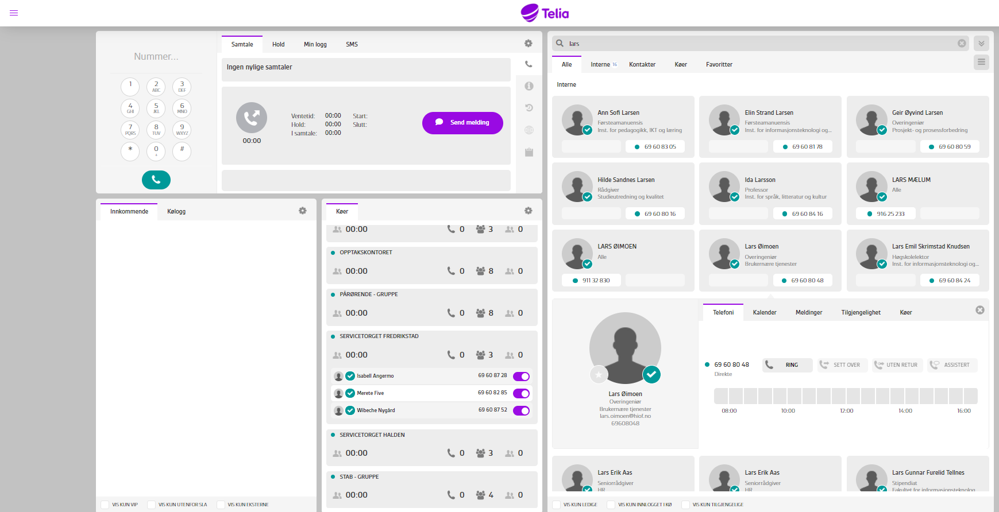 Telia
Nummer...
1
2
ABC
3
DEF
4
GHI
5
JKL
6
MNO
7
PQRS
8
TUV
9
WXYZ
*
0
+
#
Samtale Hold Min logg SMS
Ingen nylige samtaler
00:00
Ventetid: 00:00 Start:
Hold: 00:00 Slutt:
I samtale: 00:00
Send melding
Innkommende Kølogg
VIS KUN VIP VIS KUN UTENFOR SLA VIS KUN EKSTERNE
Køer
00:00 0 3 0
OPPTAKSKONTORET
00:00 0 8 0
PÅRØRENDE - GRUPPE
00:00 0 8 0
SERVICETORGET FREDRIKSTAD
00:00 0 3 0
Isabell Angermo 69 60 87 28
Merete Five 69 60 82 85
Wibeche Nygård 69 60 87 52
SERVICETORGET HALDEN
00:00 0 3 0
STAB - GRUPPE
00:00 0 4 0
lars
Alle Interne 16 Kontakter Køer Favoritter
Interne
Ann Sofi Larsen
Førsteamanuensis
Inst. for pedagogikk, IKT og læring
69 60 83 05
Elin Strand Larsen
Førsteamanuensis
Inst. for informasjonsteknologi og...
69 60 81 78
Geir Øyvind Larsen
Overingeniør
Prosjekt- og prosessforbedring
69 60 80 59
Hilde Sandnes Larsen
Rådgiver
Studieutredning og kvalitet
69 60 80 16
Ida Larsson
Professor
Inst. for språk, litteratur og kultur
69 60 84 16
LARS MÆLUM
Alle
916 25 233
LARS ØIMOEN
Alle
911 32 830
Lars Øimoen
Overingeniør
Brukernære tjenester
69 60 80 48
Lars Emil Skrimstad Knudsen
Høgskolelektor
Inst. for informasjonsteknologi og...
69 60 84 24
Lars Øimoen
Overingeniør
Brukernære tjenester
lars.oimoen@hiof.no
69608048
Telefoni Kalender Meldinger Tilgjengelighet Køer
69 60 80 48
Direkte
RING SETT OVER UTEN RETUR ASSISTERT
08:00 10:00 12:00 14:00 16:00
Lars Erik Aas
Seniorrådgiver
HR
Lars Erik Aas
Seniorrådgiver
HR
Lars Gunnar Furelid Tellnes
Stipendiat
Fakultet for informasjonsteknolog
VIS KUN LEDIGE VIS KUN INNLOGGET I KØ VIS KUN TILGJENGELIGE